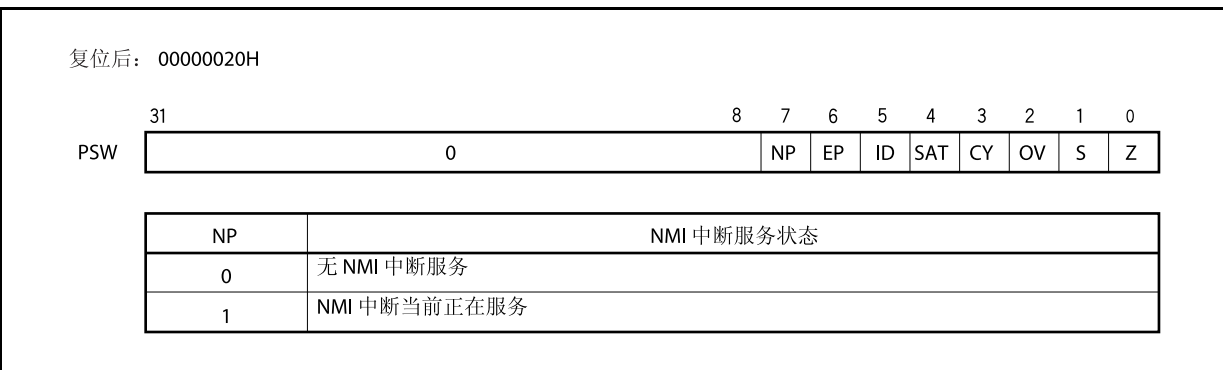 复位后: 00000020H
31 8 7 6 5 4 3 2 1 0
PSW 0 NP EP ID SAT CY OV S Z
NP NMI 中断服务状态
0 无 NMI 中断服务
1 NMI 中断当前正在服务